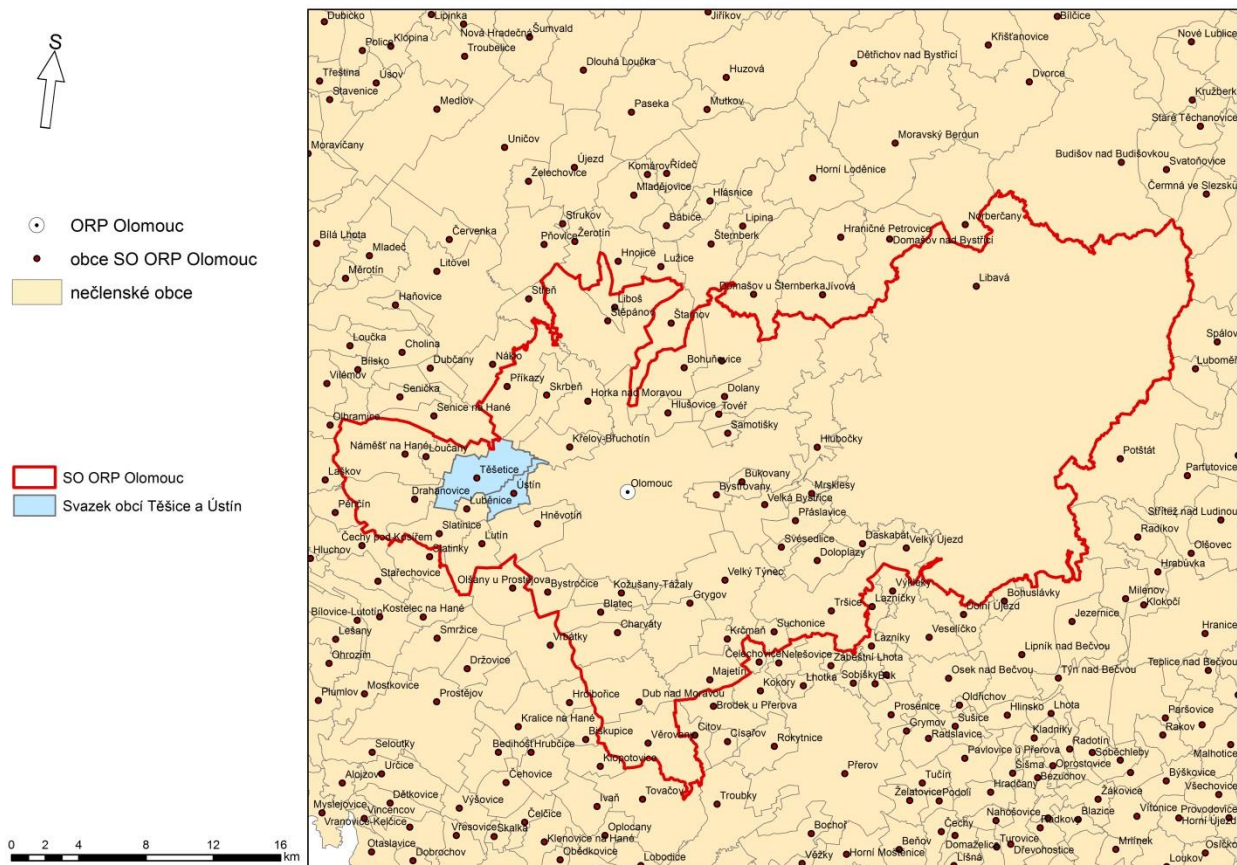 S
ORP Olomouc
obce SO ORP Olomouc
nečlenské obce
SO ORP Olomouc
Svazek obcí Těšice a Ústín
0 2 4 8 12 16
km
Dubicko
Lipinka
Nová Hradečná
Šumvald
Jiříkov
Bílčice
Police
Klopina
Troubelice
Křišťanovice
Nové Lublice
Třeština
Úsov
Dlouhá Loučka
Huzová
Dětřichov nad Bystřicí
Dvorce
Stavenice
Medlov
Paseka
Mutkov
Kružberk
Staré Těchanovice
Moravičany
Uničov
Moravský Beroun
Újezd
Komárov
Řídeč
Budišov nad Budišovkou
Svatoňovice
Želechovice
Mladějovice
Hlásnice
Horní Loděnice
Čermná ve Slezsku
Strukov
Babice
Lipina
Norberčany
Bílá Lhota
Červenka
Pňovice
Žerotín
Šternberk
Hraničné Petrovice
Domašov nad Bystřicí
Mladeč
Měrotín
Litovel
Hnojice
Lužice
Libavá
Haňovice
Střeň
Liboš
Štěpánov
Domašov u Šternberka
Jívová
Štarnov
Loučka
Cholina
Spálov
Bílsko
Dubčany
Náklo
Bohuňovice
Luboměř
Vilémov
Příkazy
Skrbeň
Senička
Horka nad Moravou
Dolany
Olbramice
Senice na Hané
Hlušovice
Tovéř
Samotišky
Náměšť na Hané
Loučany
Křelov-Břuchotín
Hlubočky
Potštát
Laškov
Těšetice
Bukovany
Partutovice
Drahanovice
Ústín
Olomouc
Bystrovany
Mrsklesy
Pěnčín
Luběnice
Velká Bystřice
Hněvotín
Přáslavice
Střítež nad Ludinou
Čechy pod Kosířem
Slatinice
Lutín
Radíkov
Hluchov
Slatinky
Svésedlice
Daskabát
Velký Újezd
Olšovec
Doloplazy
Hrabůvka
Stařechovice
Olšany u Prostějova
Bystročice
Kožušany-Tážaly
Velký Týnec
Výkleky
Bílovice-Lutotín
Kostelec na Hané
Blatec
Grygov
Tršice
Lazníčky
Bohuslávky
Dolní Újezd
Milenov
Klokočí
Lešany
Smržice
Charváty
Krčmaň
Suchonice
Veselíčko
Jezernice
Hranice
Vrbátky
Lazníky
Ohrozim
Držovice
Čelechovice
Nelešovice
Zábeštní Lhota
Lipník nad Bečvou
Teplice nad Bečvou
Majetín
Sobíšky
Buk
Osek nad Bečvou
Týn nad Bečvou
Plumlov
Mostkovice
Prostějov
Hrdibořice
Dub nad Moravou
Kokory
Lhotka
Brodek u Přerova
Prosenice
Oldřichov
Hlinsko
Lhota
Paršovice
Kralice na Hané
Citov
Grymov
Sušice
Kladníky
Rakov
Biskupice
Věrovany
Císařov
Rokytnice
Radslavice
Radotín
Seloutky
Bedihošť
Hrubčice
Pavlovice u Přerova
Soběchleby
Malhotice
Určice
Klopotovice
Přerov
Šišma
Oprostovice
Alojzov
Čehovice
Tučín
Hradčany
Bezuchov
Býškovice
Dětkovice
Výšovice
Ivaň
Tovačov
Troubky
Želatovice
Podolí
Žákovice
Všechovice
Myslejovice
Vincencov
Čelčice
Nahošovice
Radkovy
Blazice
Vítonice
Provodovice
Vranovice-Kelčice
Vřesovice
Skalka
Oplocany
Bochoř
Čechy
Turovice
Horní Újezd
Otaslavice
Klenovice na Hané
Beňov
Domaželice
Dřevohostice
Mrlínek
Osíčko
Dobrochov
Obědkovice
Lobodice
Věžky
Horní Moštěnice
Líšná
Loukov